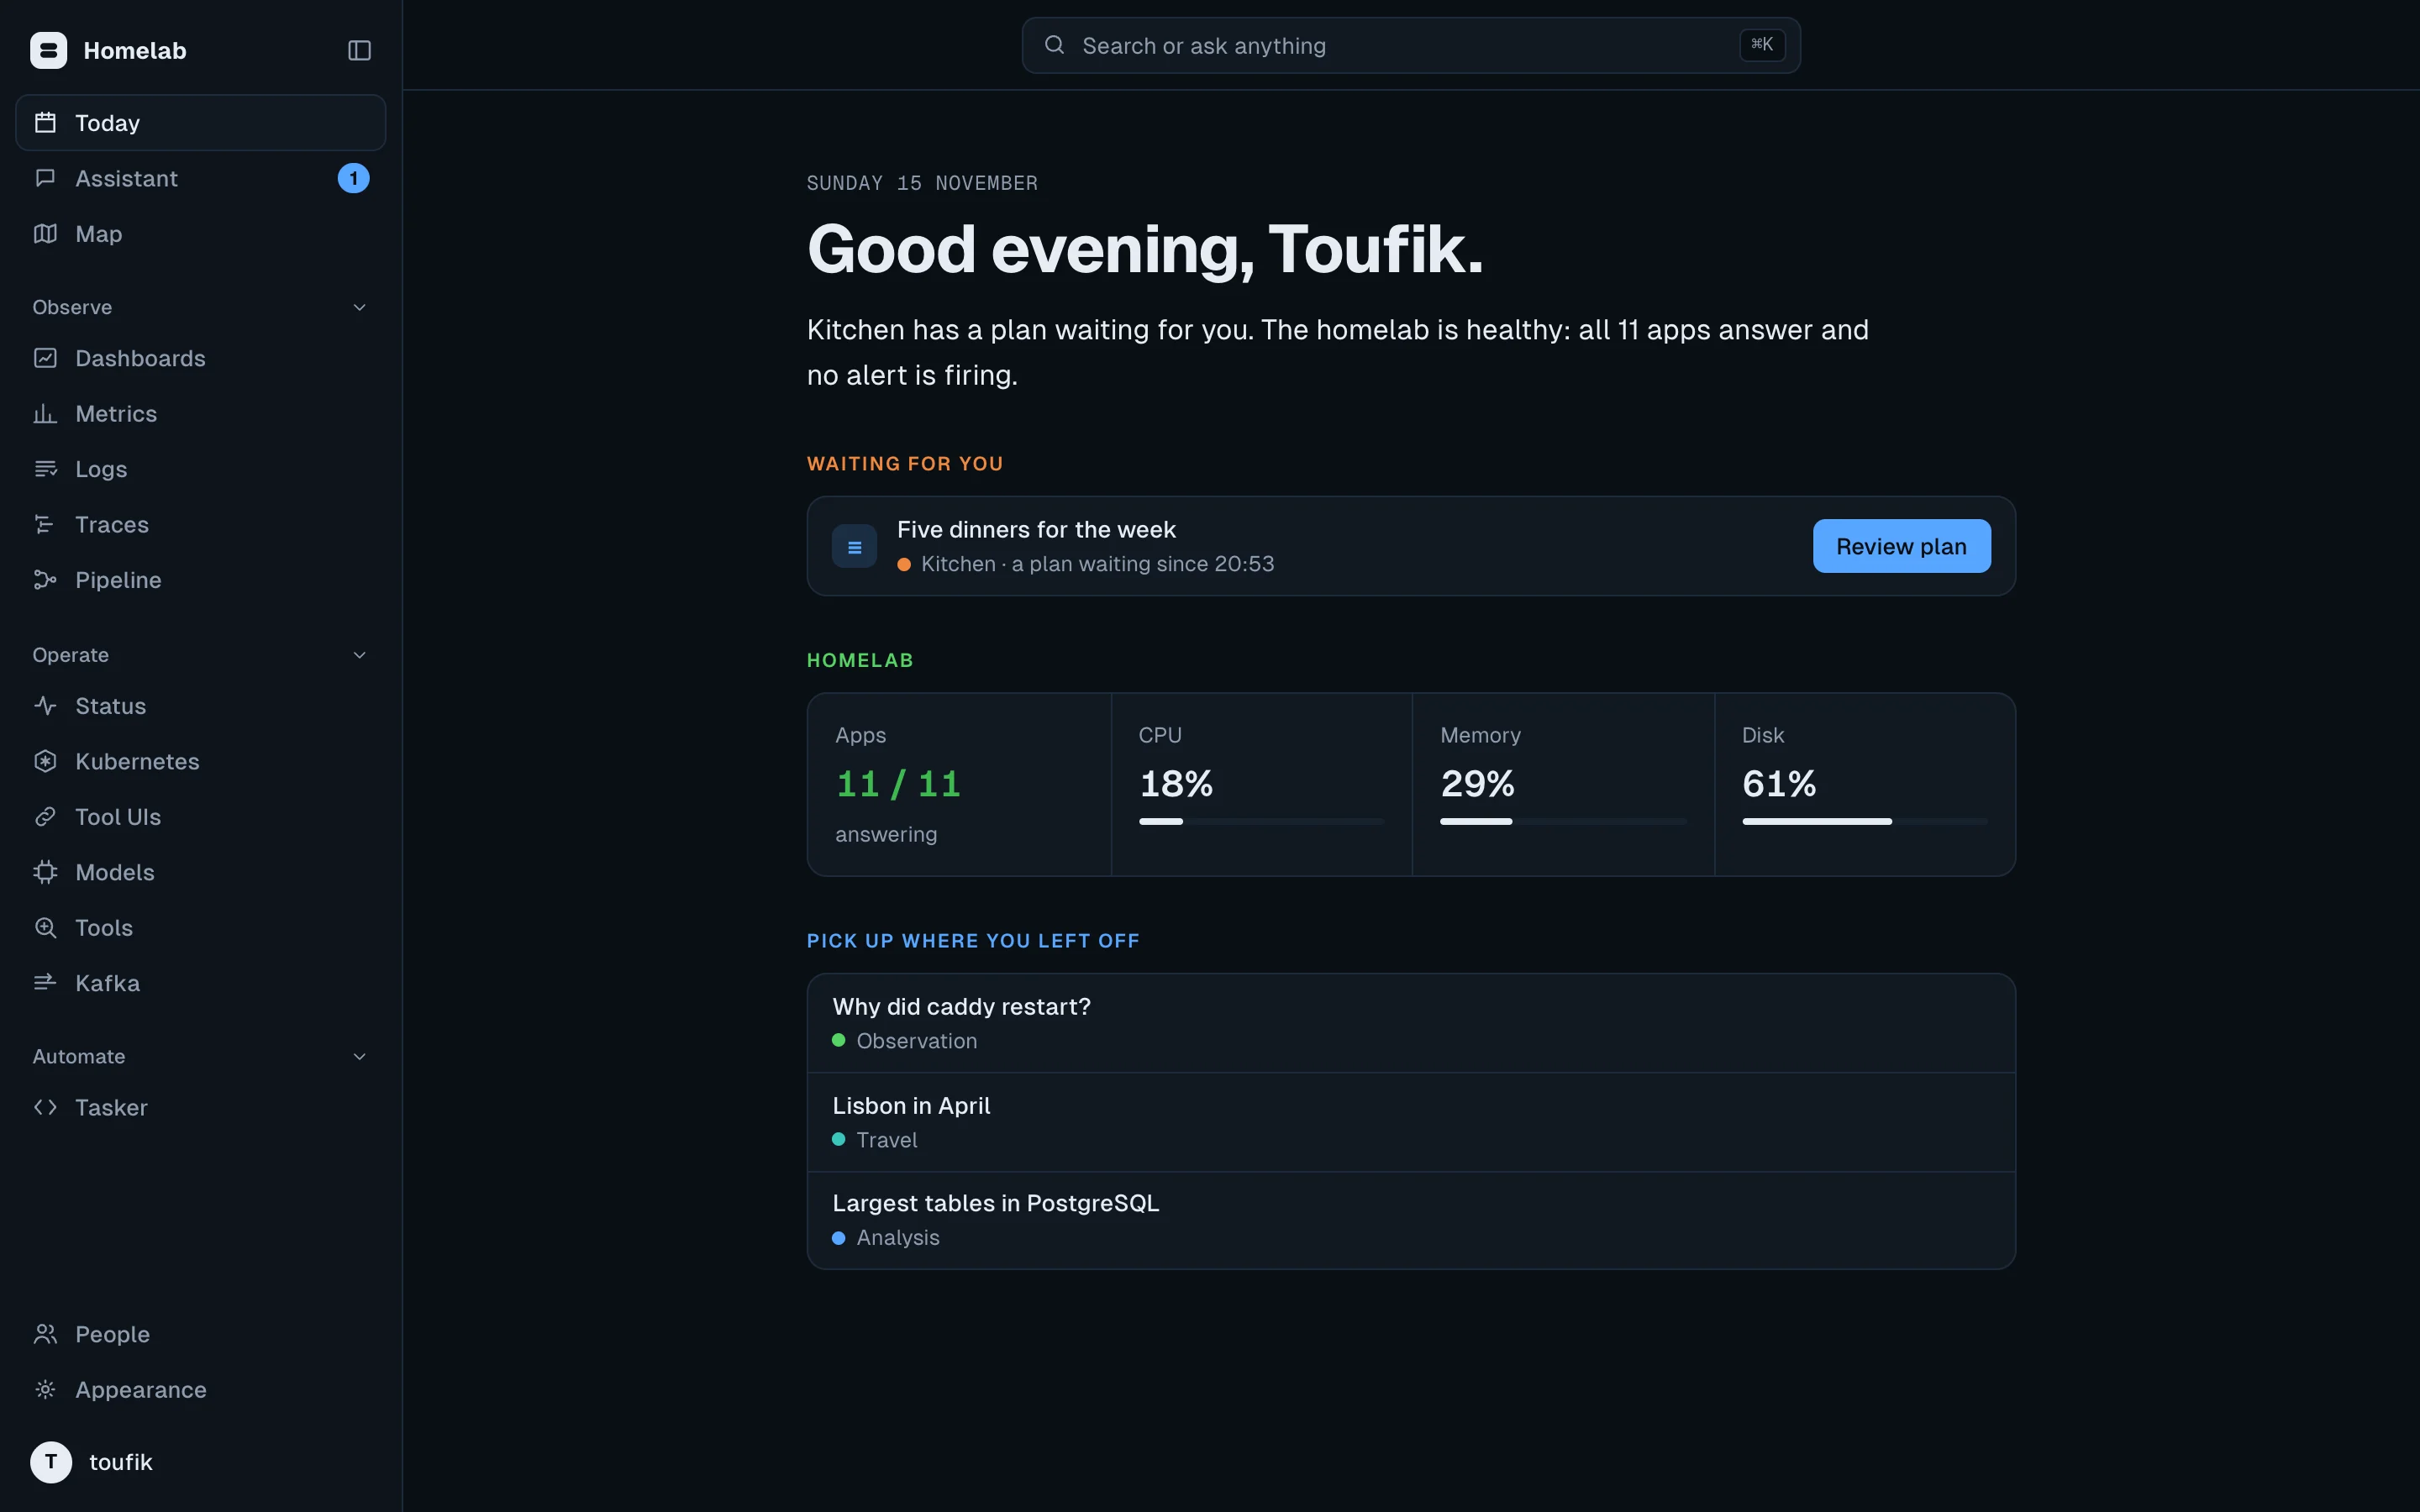 Homelab
Search or ask anything
⌘K
Today
Assistant
1
Map
Observe
Dashboards
Metrics
Logs
Traces
Pipeline
Operate
Status
Kubernetes
Tool UIs
Models
Tools
Kafka
Automate
Tasker
People
Appearance
T
toufik
SUNDAY 15 NOVEMBER
Good evening, Toufik.
Kitchen has a plan waiting for you. The homelab is healthy: all 11 apps answer and
no alert is firing.
WAITING FOR YOU
Five dinners for the week
Kitchen · a plan waiting since 20:53
Review plan
HOMELAB
Apps
11 / 11
answering
CPU
18%
Memory
29%
Disk
61%
PICK UP WHERE YOU LEFT OFF
Why did caddy restart?
Observation
Lisbon in April
Travel
Largest tables in PostgreSQL
Analysis